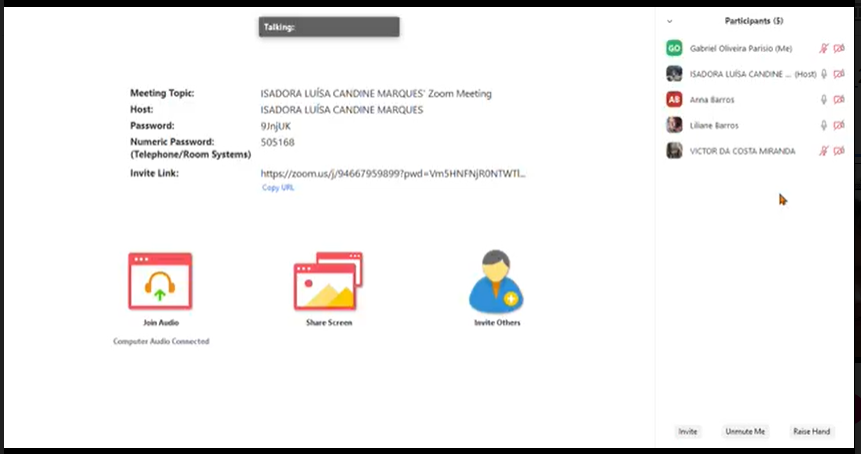 Talking:
Meeting Topic: ISADORA LUÍSA CANDINE MARQUES' Zoom Meeting
Host: ISADORA LUÍSA CANDINE MARQUES
Password: 9JnjUK
Numeric Password: 505168
(Telephone/Room Systems)
Invite Link: https://zoom.us/j/94667959899?pwd=Vm5HNFNjR0NTWTl...
Copy URL
Join Audio
Share Screen
Invite Others
Computer Audio Connected
Participants (5)
GO Gabriel Oliveira Parisio (Me)
ISADORA LUÍSA CANDINE ... (Host)
AB Anna Barros
Liliane Barros
VICTOR DA COSTA MIRANDA
Invite
Unmute Me
Raise Hand